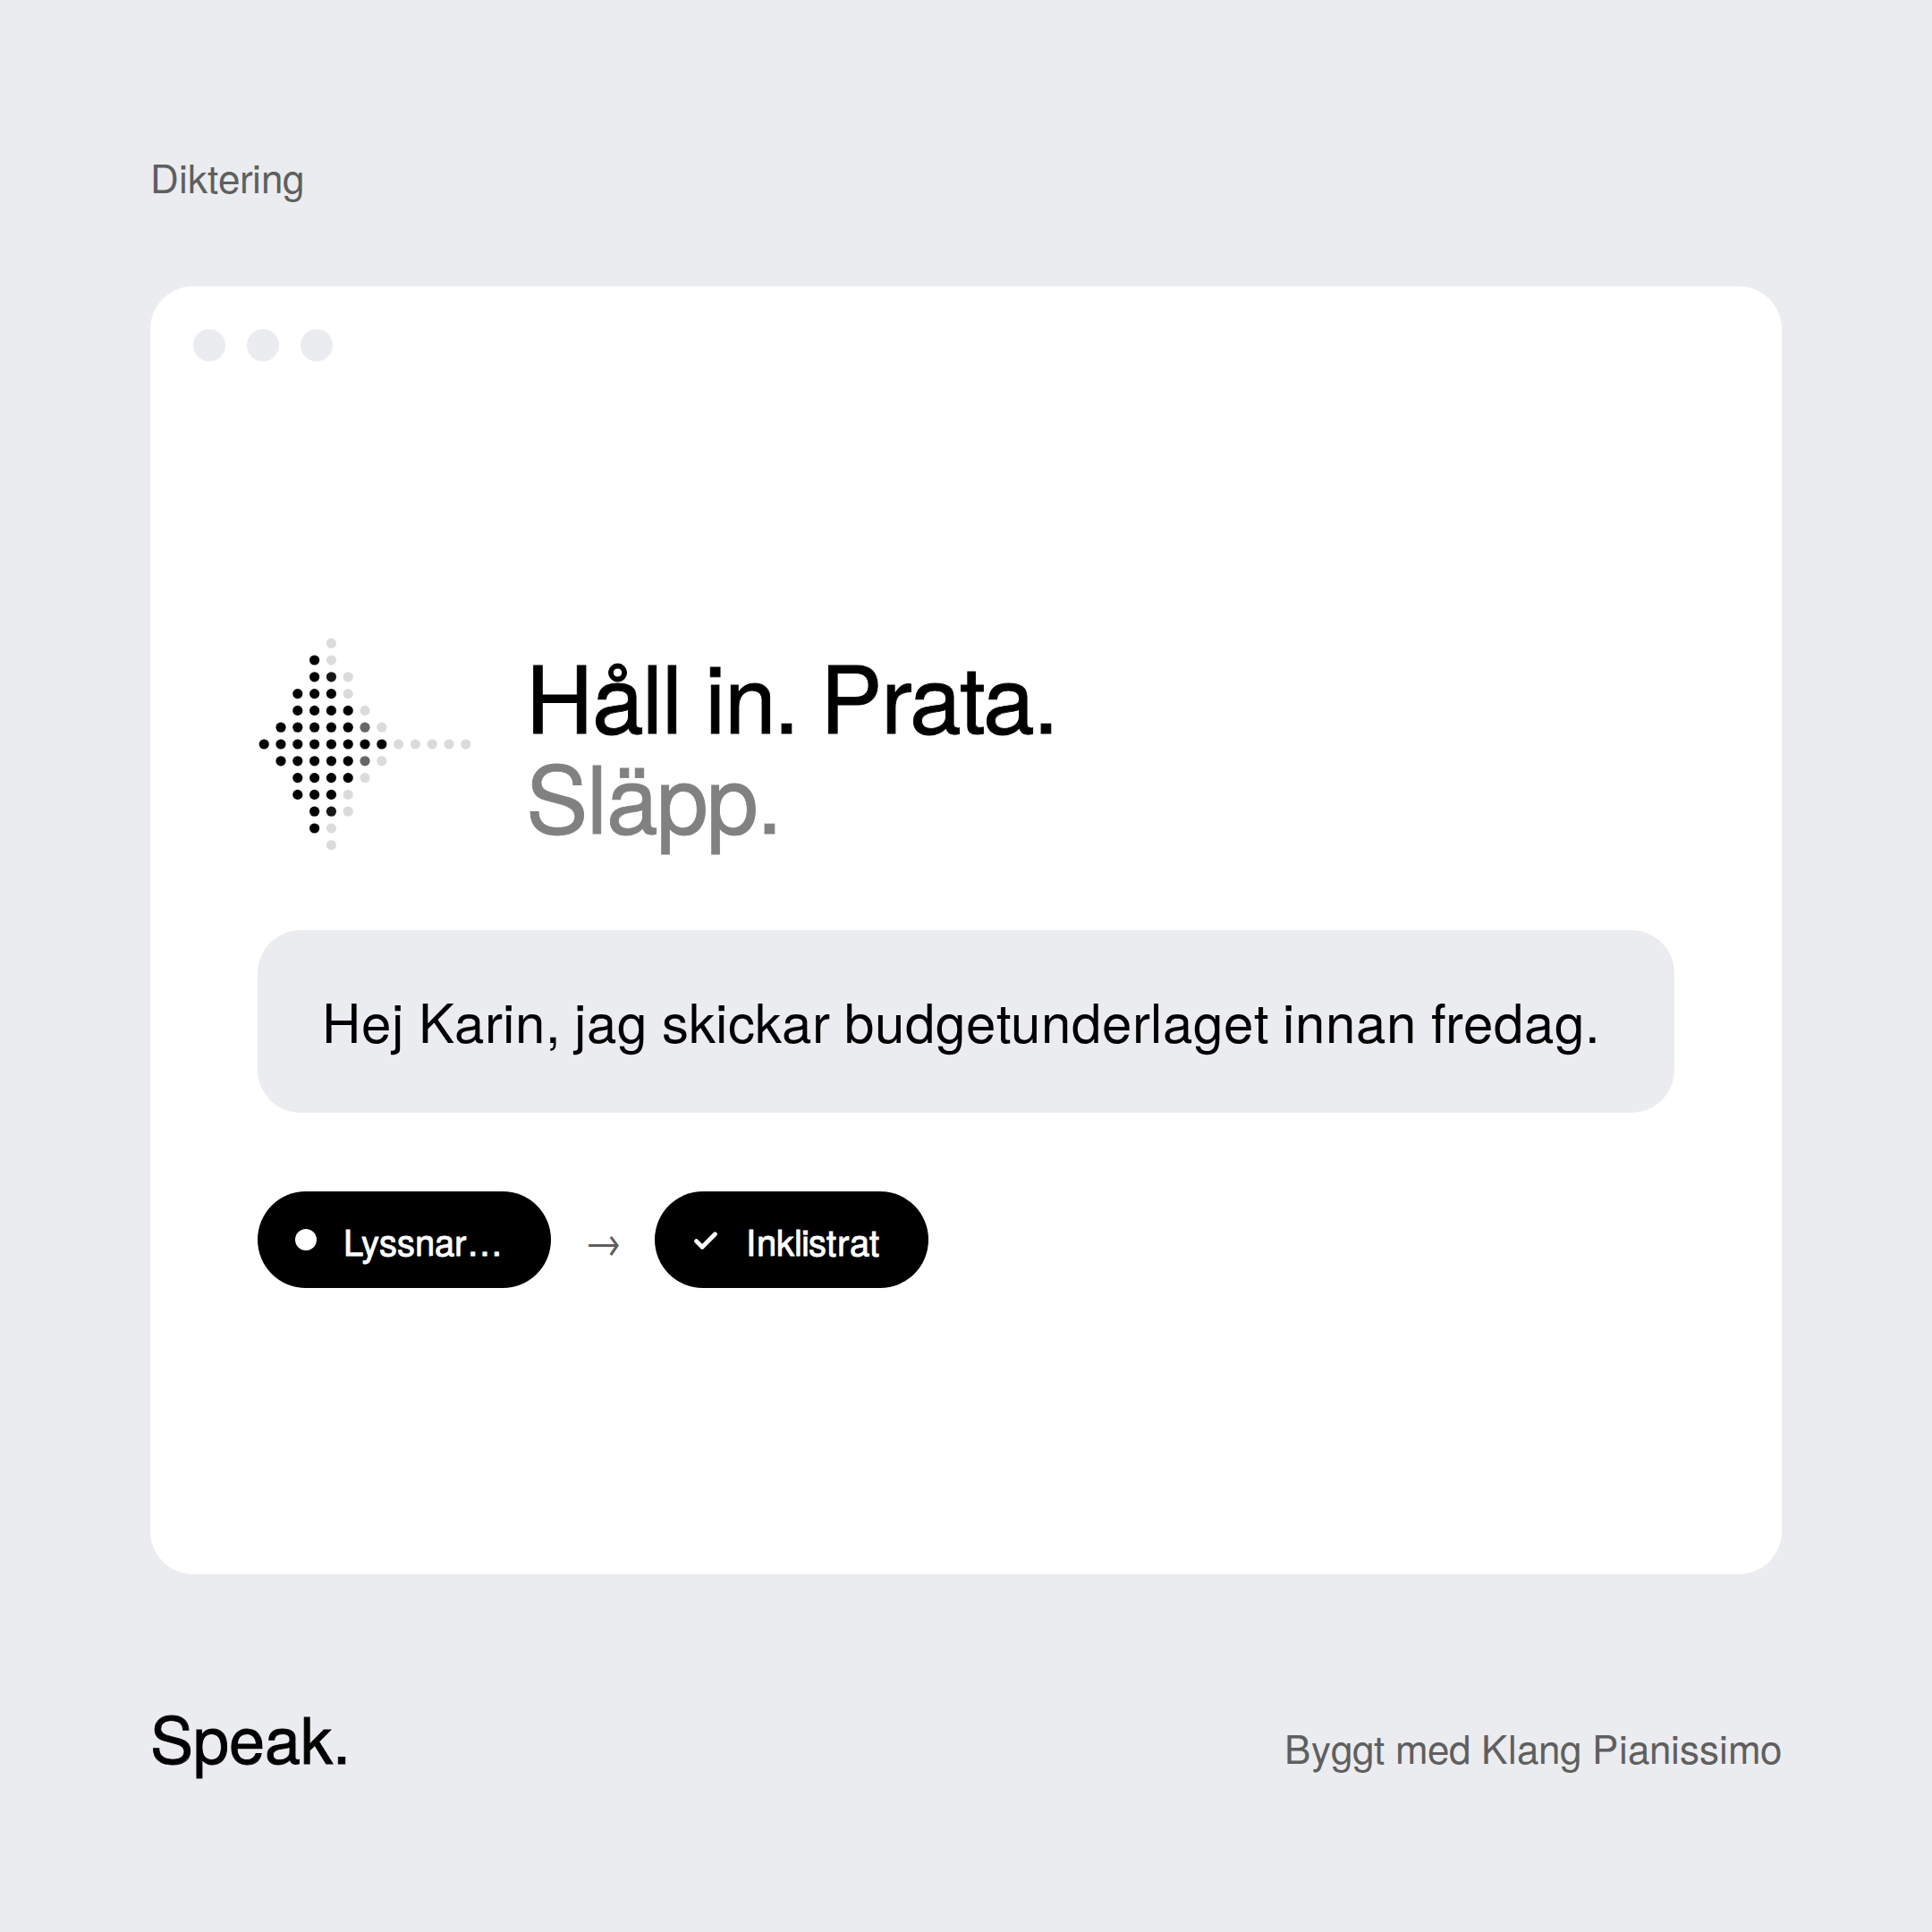 Diktering
Håll in. Prata.
Släpp.
Hej Karin, jag skickar budgetunderlaget innan fredag.
Lyssnar… → Inklistrat
Speak.
Byggt med Klang Pianissimo